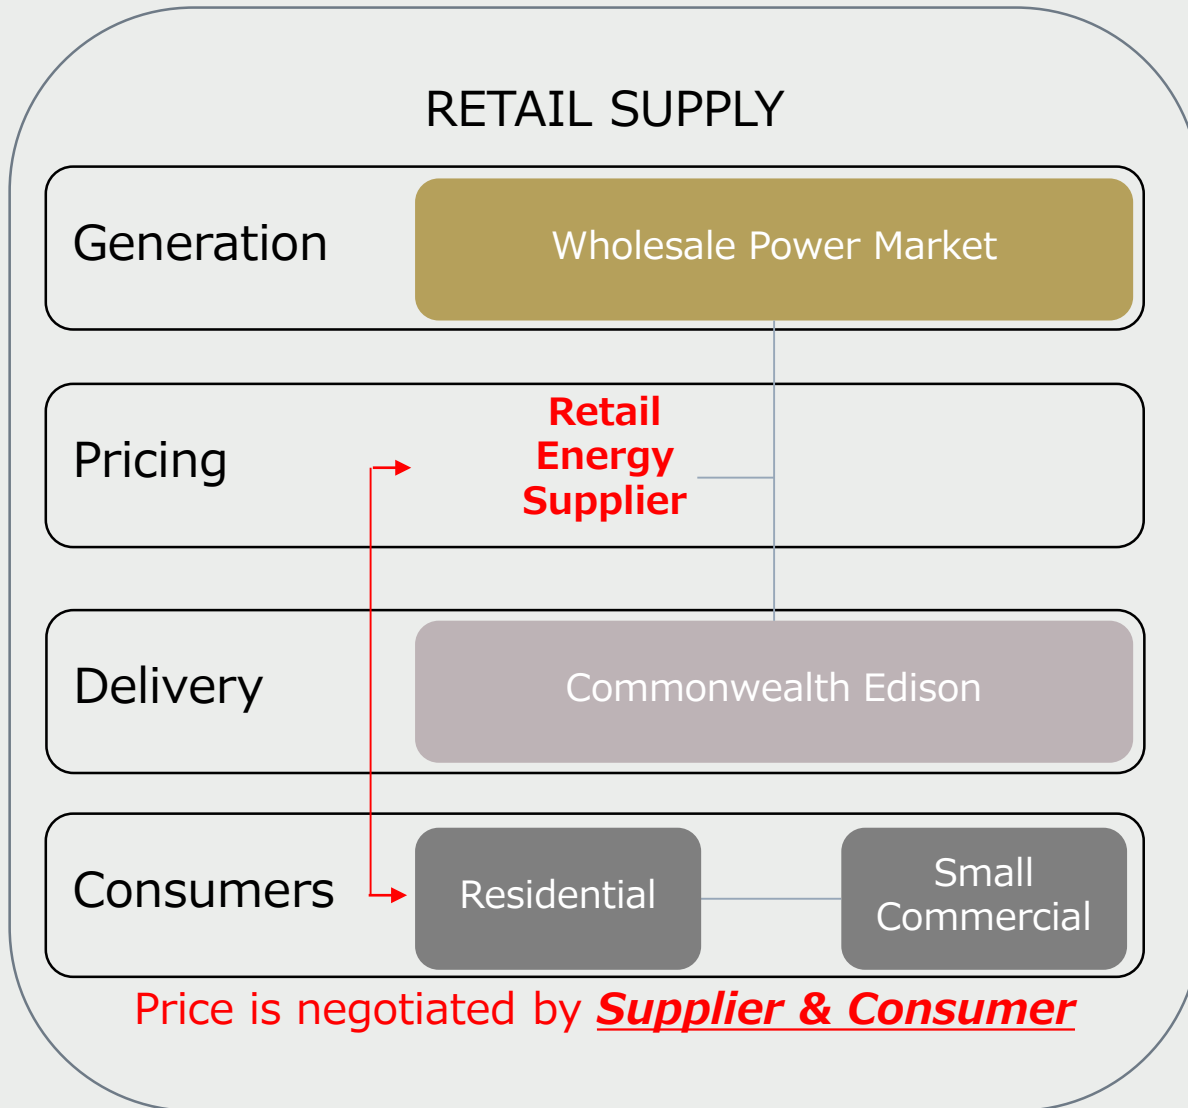 RETAIL SUPPLY
Generation
Wholesale Power Market
Pricing
Retail
Energy
Supplier
Delivery
Commonwealth Edison
Consumers
Residential
Small
Commercial
Price is negotiated by Supplier & Consumer